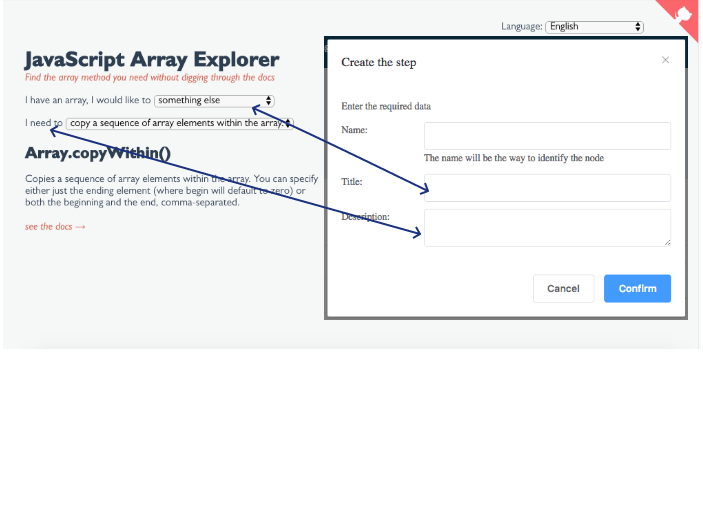 Language: English
JavaScript Array Explorer
Find the array method you need without digging through the docs
I have an array, I would like to something else
I need to copy a sequence of array elements within the array.
Array.copyWithin()
Copies a sequence of array elements within the array. You can specify
either just the ending element (where begin will default to zero) or
both the beginning and the end, comma-separated.
see the docs →
Create the step
×
Enter the required data
Name:
The name will be the way to identify the node
Title:
Description:
Cancel Confirm